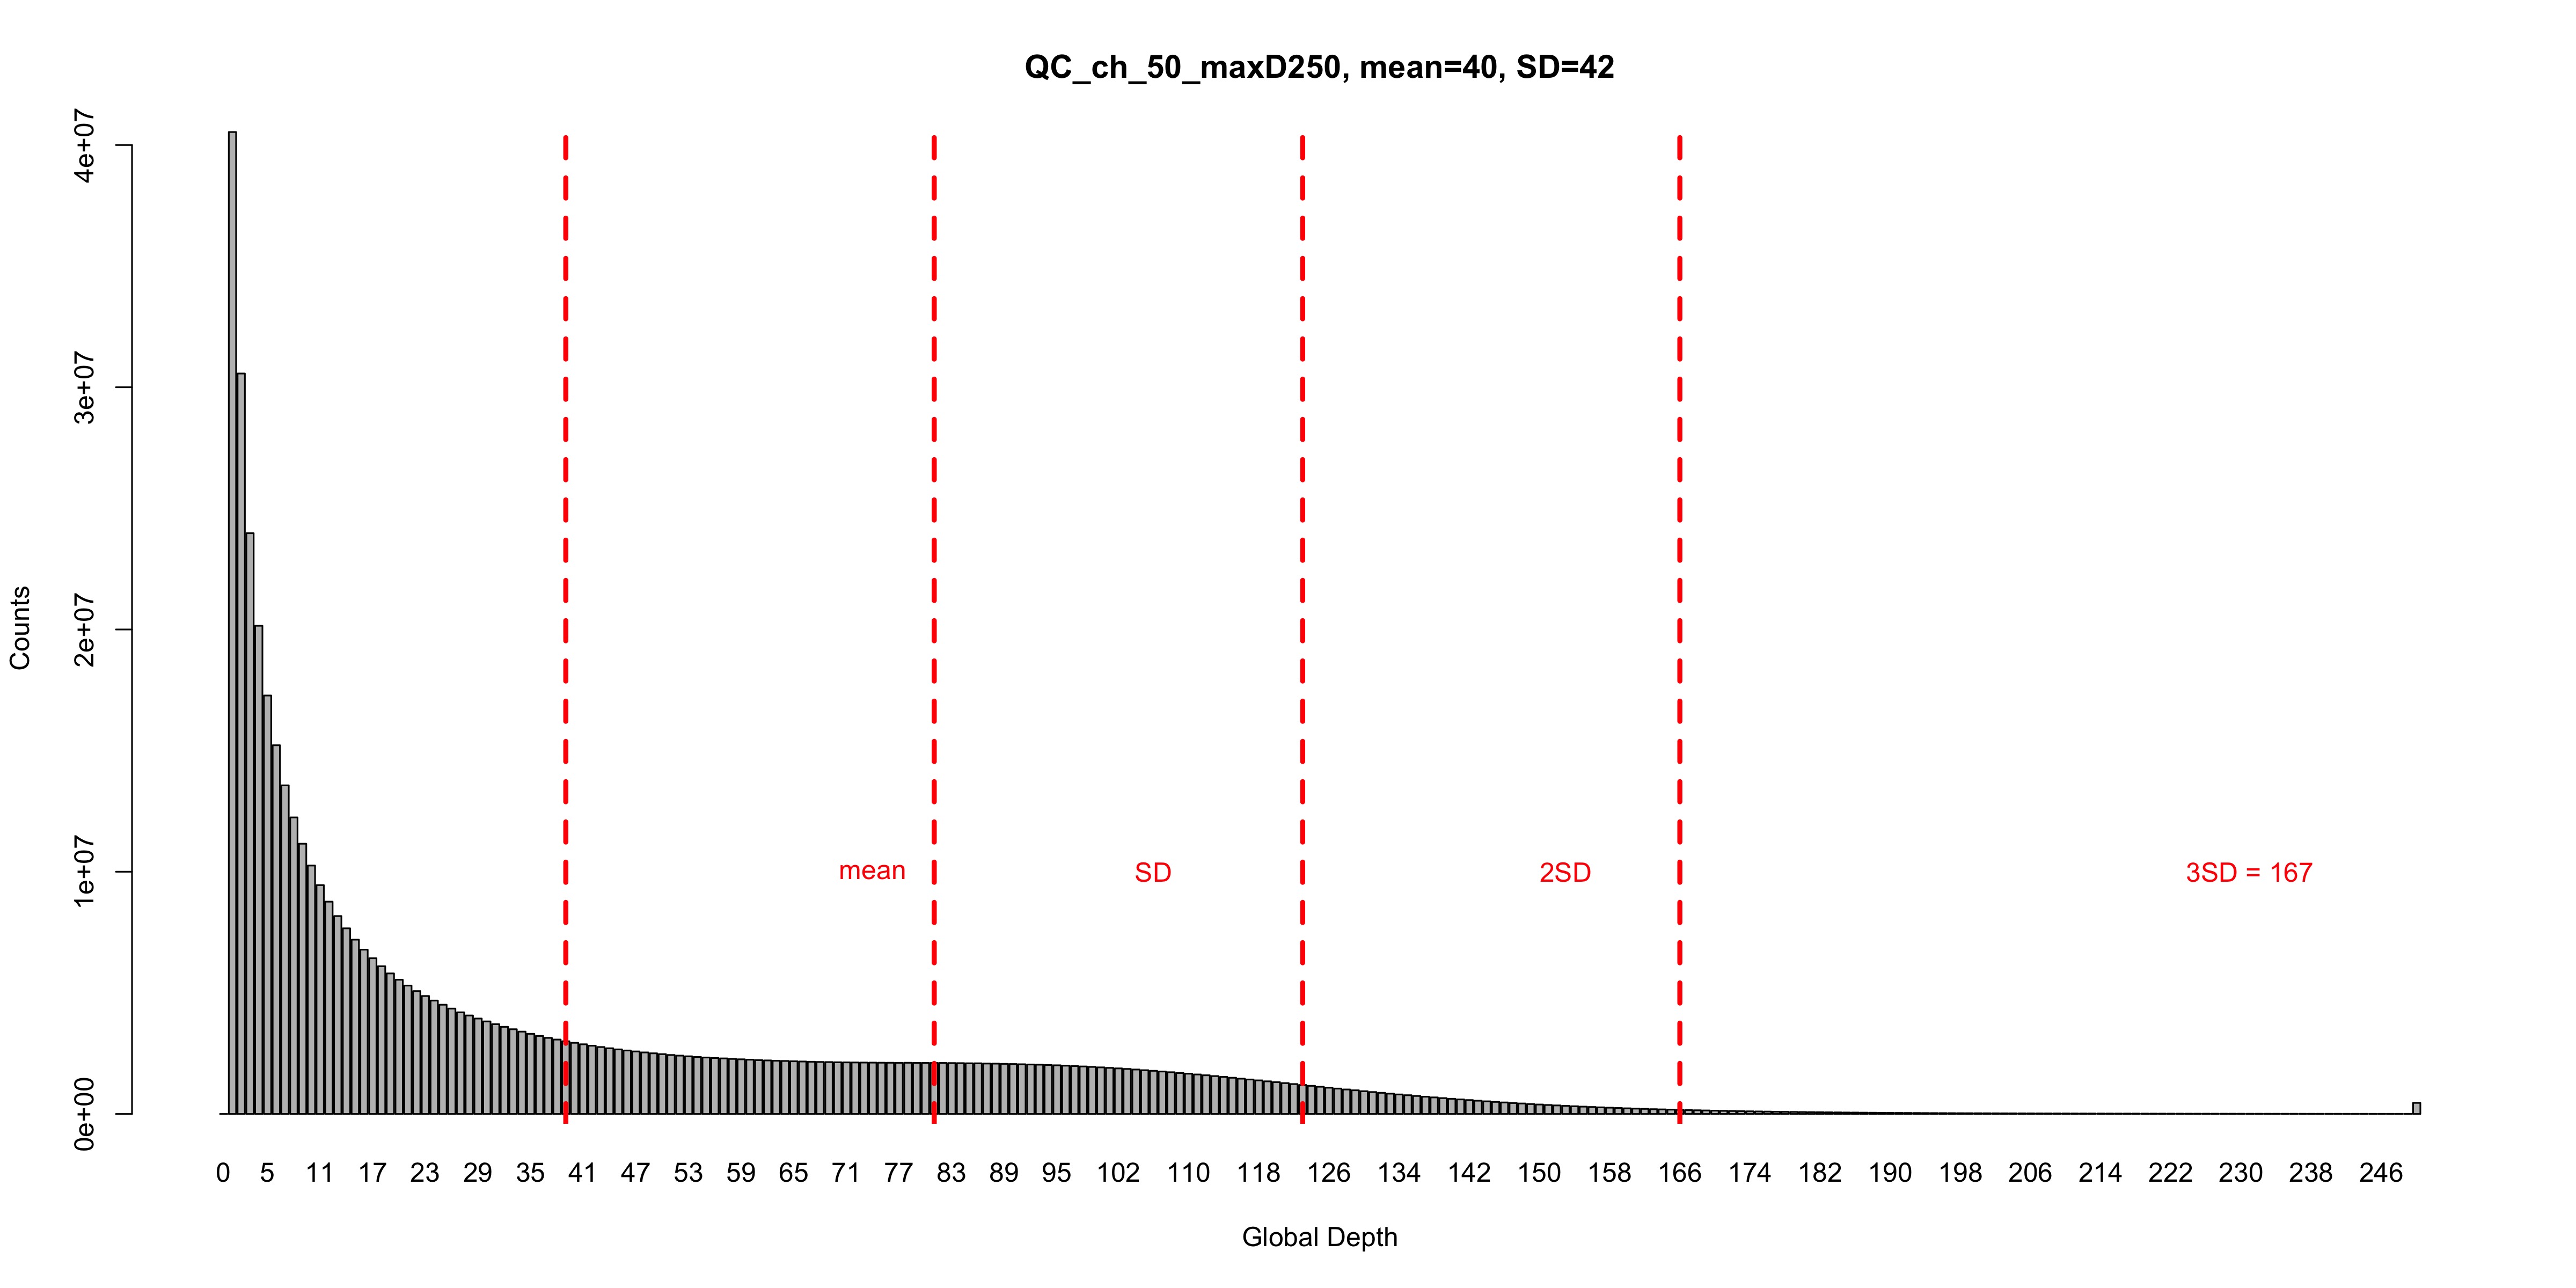 QC_ch_50_maxD250, mean=40, SD=42
4e+07
3e+07
2e+07
1e+07
0e+00
Counts
mean
SD
2SD
3SD = 167
0 5 11 17 23 29 35 41 47 53 59 65 71 77 83 89 95 102 110 118 126 134 142 150 158 166 174 182 190 198 206 214 222 230 238 246
Global Depth